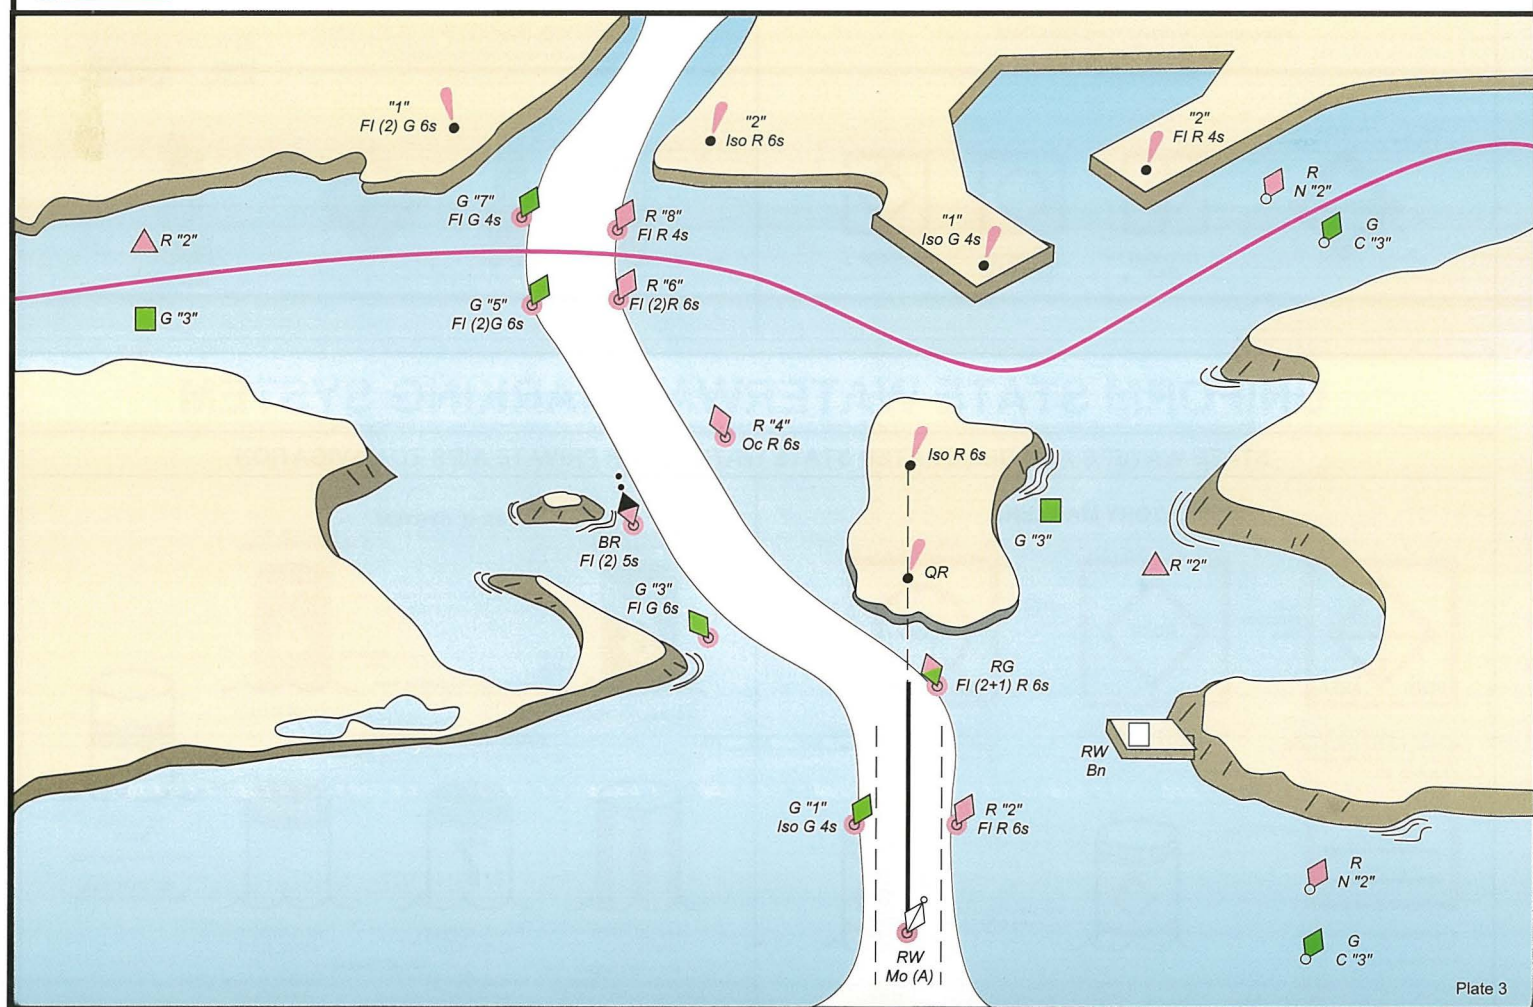 "1"
Fl (2) G 6s
"2"
Iso R 6s
"2"
Fl R 4s
R
N "2"
G "7"
Fl G 4s
R "8"
Fl R 4s
"1"
Iso G 4s
G
C "3"
R "2"
G "3"
G "5"
Fl (2)G 6s
R "6"
Fl (2)R 6s
R "4"
Oc R 6s
Iso R 6s
G "3"
BR
Fl (2) 5s
QR
R "2"
G "3"
Fl G 6s
RG
Fl (2+1) R 6s
RW
Bn
G "1"
Iso G 4s
R "2"
Fl R 6s
R
N "2"
G
C "3"
RW
Mo (A)
Plate 3